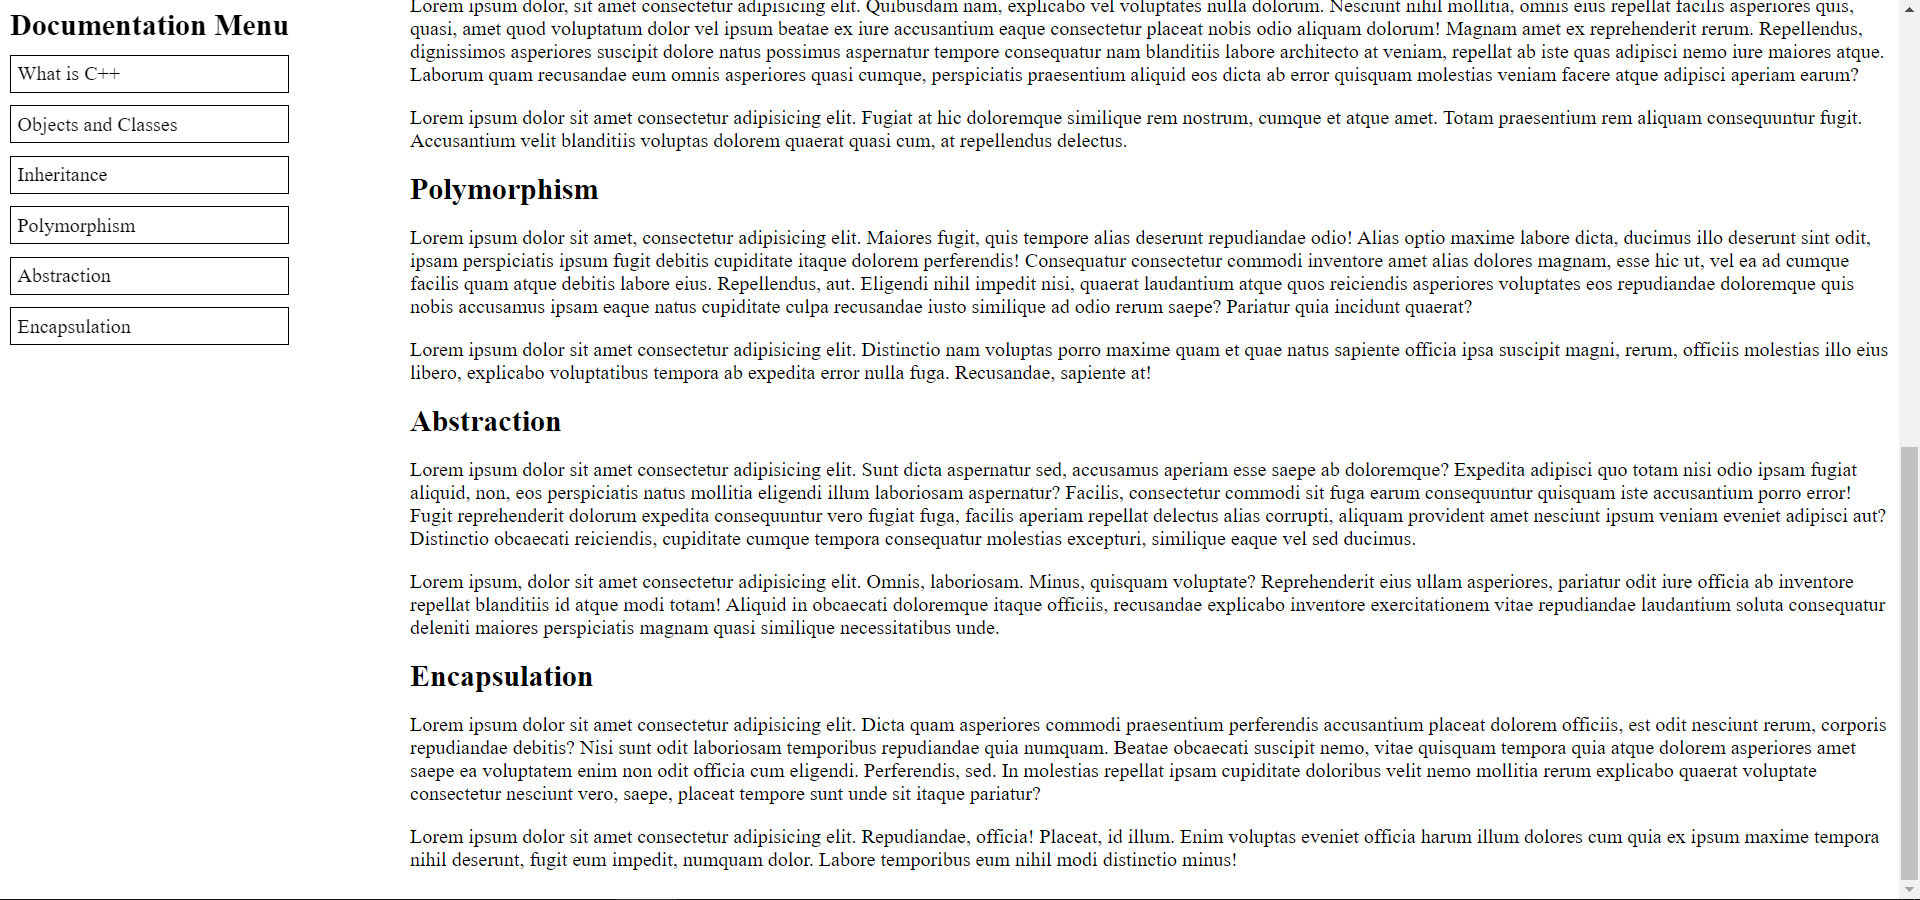 Documentation Menu
What is C++
Objects and Classes
Inheritance
Polymorphism
Abstraction
Encapsulation
Lorem ipsum dolor, sit amet consectetur adipisicing elit. Quibusdam nam, explicabo vel voluptates nulla dolorum. Nesciunt nihil mollitia, omnis eius repellat facilis asperiores quis,
quasi, amet quod voluptatum dolor vel ipsum beatae ex iure accusantium eaque consectetur placeat nobis odio aliquam dolorum! Magnam amet ex reprehenderit rerum. Repellendus,
dignissimos asperiores suscipit dolore natus possimus aspernatur tempore consequatur nam blanditiis labore architecto at veniam, repellat ab iste quas adipisci nemo iure maiores atque.
Laborum quam recusandae eum omnis asperiores quasi cumque, perspiciatis praesentium aliquid eos dicta ab error quisquam molestias veniam facere atque adipisci aperiam earum?
Lorem ipsum dolor sit amet consectetur adipisicing elit. Fugiat at hic doloremque similique rem nostrum, cumque et atque amet. Totam praesentium rem aliquam consequuntur fugit.
Accusantium velit blanditiis voluptas dolorem quaerat quasi cum, at repellendus delectus.
Polymorphism
Lorem ipsum dolor sit amet, consectetur adipisicing elit. Maiores fugit, quis tempore alias deserunt repudiandae odio! Alias optio maxime labore dicta, ducimus illo deserunt sint odit,
ipsam perspiciatis ipsum fugit debitis cupiditate itaque dolorem perferendis! Consequatur consectetur commodi inventore amet alias dolores magnam, esse hic ut, vel ea ad cumque
facilis quam atque debitis labore eius. Repellendus, aut. Eligendi nihil impedit nisi, quaerat laudantium atque quos reiciendis asperiores voluptates eos repudiandae doloremque quis
nobis accusamus ipsam eaque natus cupiditate culpa recusandae iusto similique ad odio rerum saepe? Pariatur quia incidunt quaerat?
Lorem ipsum dolor sit amet consectetur adipisicing elit. Distinctio nam voluptas porro maxime quam et quae natus sapiente officia ipsa suscipit magni, rerum, officiis molestias illo eius
libero, explicabo voluptatibus tempora ab expedita error nulla fuga. Recusandae, sapiente at!
Abstraction
Lorem ipsum dolor sit amet consectetur adipisicing elit. Sunt dicta aspernatur sed, accusamus aperiam esse saepe ab doloremque? Expedita adipisci quo totam nisi odio ipsam fugiat
aliquid, non, eos perspiciatis natus mollitia eligendi illum laboriosam aspernatur? Facilis, consectetur commodi sit fuga earum consequuntur quisquam iste accusantium porro error!
Fugit reprehenderit dolorum expedita consequuntur vero fugiat fuga, facilis aperiam repellat delectus alias corrupti, aliquam provident amet nesciunt ipsum veniam eveniet adipisci aut?
Distinctio obcaecati reiciendis, cupiditate cumque tempora consequatur molestias excepturi, similique eaque vel sed ducimus.
Lorem ipsum, dolor sit amet consectetur adipisicing elit. Omnis, laboriosam. Minus, quisquam voluptate? Reprehenderit eius ullam asperiores, pariatur odit iure officia ab inventore
repellat blanditiis id atque modi totam! Aliquid in obcaecati doloremque itaque officiis, recusandae explicabo inventore exercitationem vitae repudiandae laudantium soluta consequatur
deleniti maiores perspiciatis magnam quasi similique necessitatibus unde.
Encapsulation
Lorem ipsum dolor sit amet consectetur adipisicing elit. Dicta quam asperiores commodi praesentium perferendis accusantium placeat dolorem officiis, est odit nesciunt rerum, corporis
repudiandae debitis? Nisi sunt odit laboriosam temporibus repudiandae quia numquam. Beatae obcaecati suscipit nemo, vitae quisquam tempora quia atque dolorem asperiores amet
saepe ea voluptatem enim non odit officia cum eligendi. Perferendis, sed. In molestias repellat ipsam cupiditate doloribus velit nemo mollitia rerum explicabo quaerat voluptate
consectetur nesciunt vero, saepe, placeat tempore sunt unde sit itaque pariatur?
Lorem ipsum dolor sit amet consectetur adipisicing elit. Repudiandae, officia! Placeat, id illum. Enim voluptas eveniet officia harum illum dolores cum quia ex ipsum maxime tempora
nihil deserunt, fugit eum impedit, numquam dolor. Labore temporibus eum nihil modi distinctio minus!